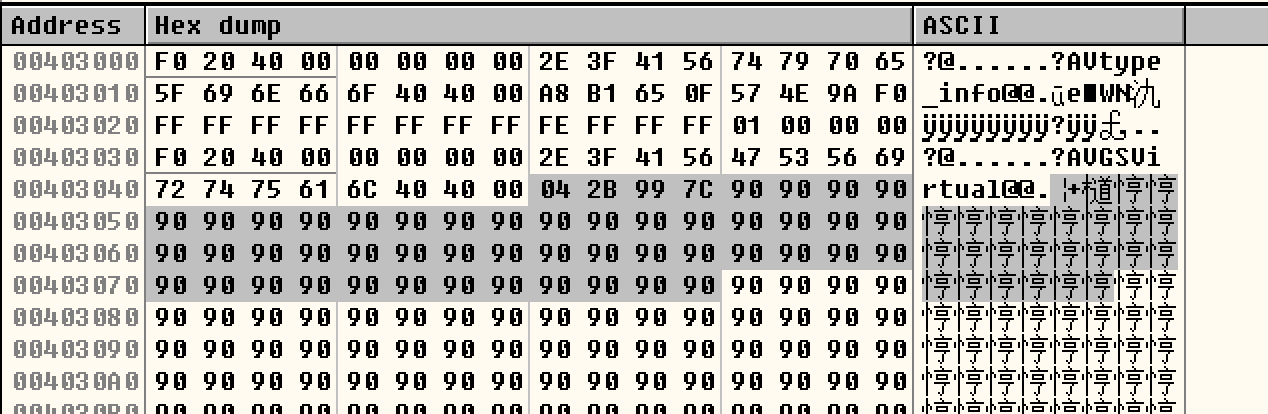 Address Hex dump ASCII
00403000 F0 20 40 00 00 00 00 00 2E 3F 41 56 74 79 70 65 ?@......?AVtype
00403010 5F 69 6E 66 6F 40 40 00 A8 B1 65 0F 57 4E 9A F0 _info@@.ūe■WN氿
00403020 FF FF FF FF FF FF FF FF FE FF FF FF 01 00 00 00 ÿÿÿÿÿÿÿÿ?ÿÿ..
00403030 F0 20 40 00 00 00 00 00 2E 3F 41 56 47 53 56 69 ?@......?AVGSVi
00403040 72 74 75 61 6C 40 40 00 04 2B 99 7C 90 90 90 90 rtual@@.+檤悙悙
00403050 90 90 90 90 90 90 90 90 90 90 90 90 90 90 90 90 悙悙悙悙悙悙悙悙
00403060 90 90 90 90 90 90 90 90 90 90 90 90 90 90 90 90 悙悙悙悙悙悙悙悙
00403070 90 90 90 90 90 90 90 90 90 90 90 90 90 90 90 90 悙悙悙悙悙悙悙悙
00403080 90 90 90 90 90 90 90 90 90 90 90 90 90 90 90 90 悙悙悙悙悙悙悙悙
00403090 90 90 90 90 90 90 90 90 90 90 90 90 90 90 90 90 悙悙悙悙悙悙悙悙
004030A0 90 90 90 90 90 90 90 90 90 90 90 90 90 90 90 90 悙悙悙悙悙悙悙悙